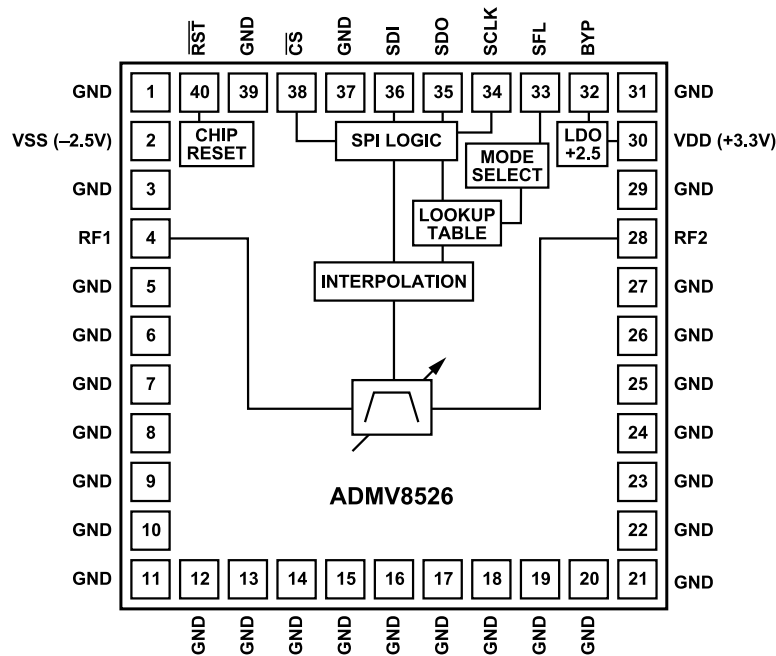 RST GND CS GND SDI SDO SCLK SFL BYP
GND 1 40 39 38 37 36 35 34 33 32 31 GND
VSS (–2.5V) 2 CHIP RESET SPI LOGIC LDO +2.5 30 VDD (+3.3V)
MODE SELECT
GND 3 29 GND
LOOKUP TABLE
RF1 4 28 RF2
GND 5 INTERPOLATION 27 GND
GND 6 26 GND
GND 7 25 GND
GND 8 24 GND
GND 9 23 GND
ADMV8526
GND 10 22 GND
GND 11 12 13 14 15 16 17 18 19 20 21 GND
GND GND GND GND GND GND GND GND GND